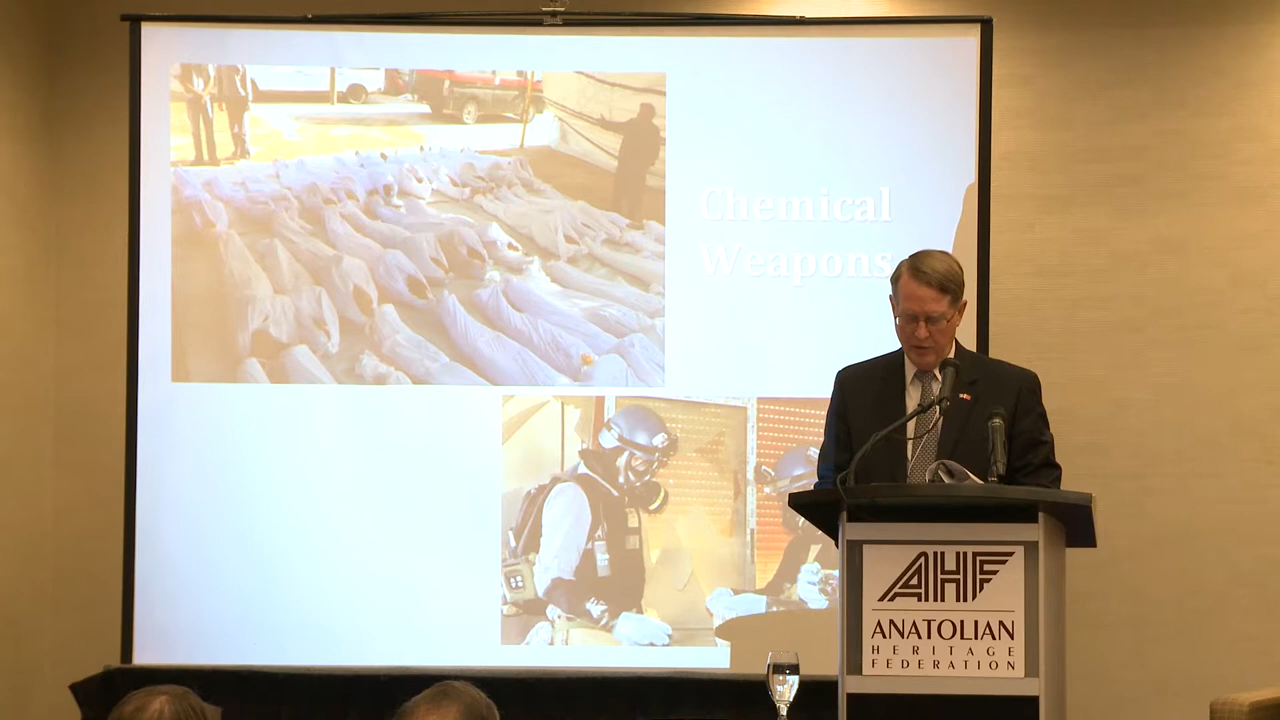 Chemical
Weapons
AHF
ANATOLIAN
HERITAGE
FEDERATION